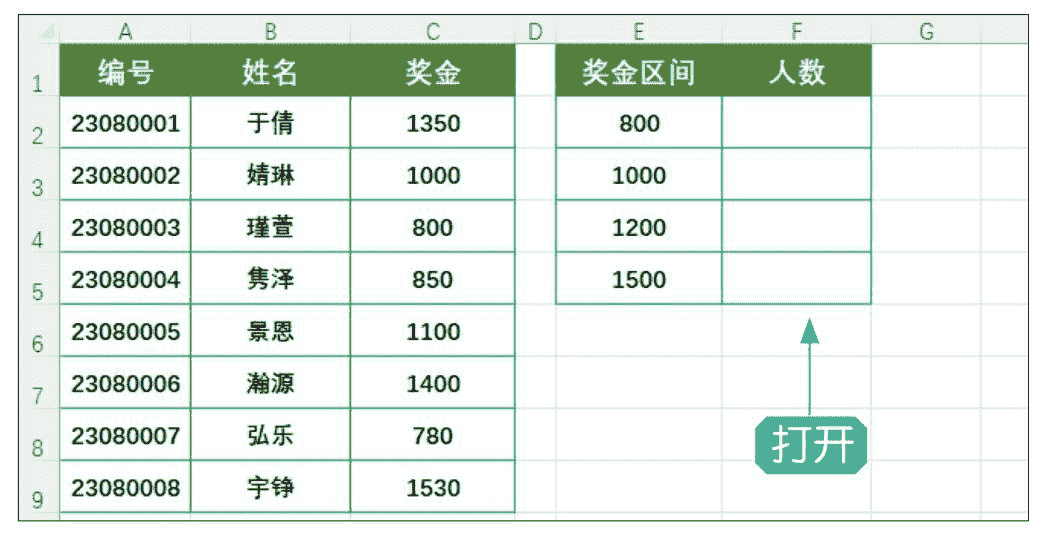 A B C D E F G
1 编号 姓名 奖金 奖金区间 人数
2 23080001 于倩 1350 800
3 23080002 婧琳 1000 1000
4 23080003 瑾萱 800 1200
5 23080004 隽泽 850 1500
6 23080005 景恩 1100
7 23080006 瀚源 1400
8 23080007 弘乐 780
打开
9 23080008 宇铮 1530